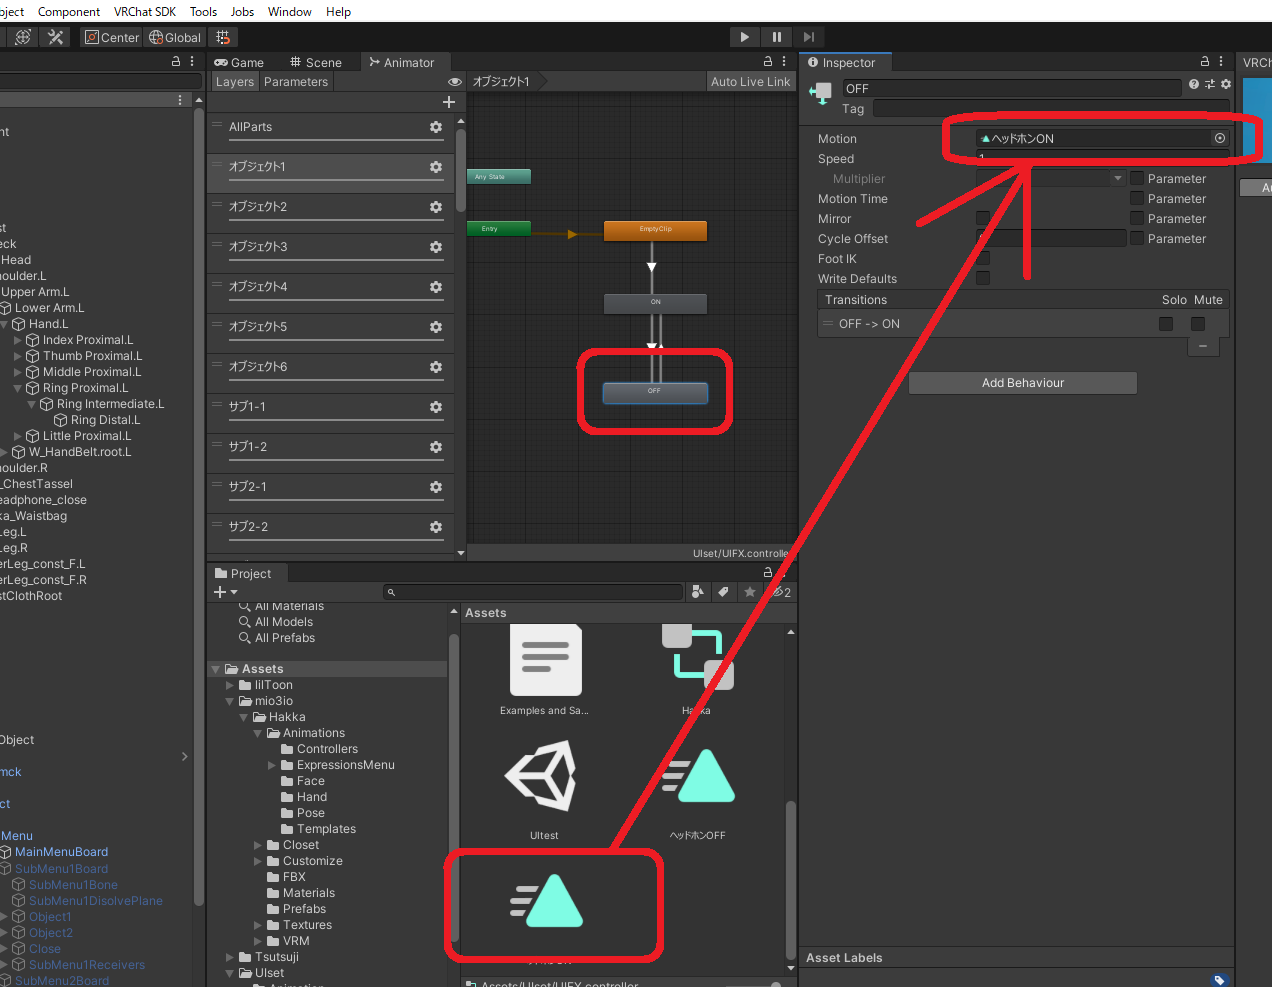 bject Component VRChat SDK Tools Jobs Window Help
Center Global
Game Scene Animator
Layers Parameters オブジェクト1 Auto Live Link
AllParts
オブジェクト1
オブジェクト2
オブジェクト3
オブジェクト4
オブジェクト5
オブジェクト6
サブ1-1
サブ1-2
サブ2-1
サブ2-2
Any State
Entry
EmptyClip
ON
OFF
UIset/UIFX.controlle
Inspector
OFF
Tag
Motion ヘッドホンON
Speed 1
Multiplier Parameter
Motion Time Parameter
Mirror Parameter
Cycle Offset Parameter
Foot IK
Write Defaults
Transitions Solo Mute
OFF -> ON
Add Behaviour
Asset Labels
VRCh
Au
nt
st
eck
Head
houlder.L
Upper Arm.L
Lower Arm.L
Hand.L
Index Proximal.L
Thumb Proximal.L
Middle Proximal.L
Ring Proximal.L
Ring Intermediate.L
Ring Distal.L
Little Proximal.L
W_HandBelt.root.L
houlder.R
_ChestTassel
eadphone_close
ka_Waistbag
Leg.L
Leg.R
erLeg_const_F.L
erLeg_const_F.R
stClothRoot
Object
mck
ct
Menu
MainMenuBoard
SubMenu1Board
SubMenu1Bone
SubMenu1DisolvePlane
Object1
Object2
Close
SubMenu1Receivers
SubMenu2Board
Project
2
All Materials
All Models
All Prefabs
Assets
lilToon
mio3io
Hakka
Animations
Controllers
ExpressionsMenu
Face
Hand
Pose
Templates
Closet
Customize
FBX
Materials
Prefabs
Textures
VRM
Tsutsuji
UIset
Animation
Assets
Examples and Sa...
Hakka
UItest
ヘッドホンOFF
Assets/UIset/UIFX.controller